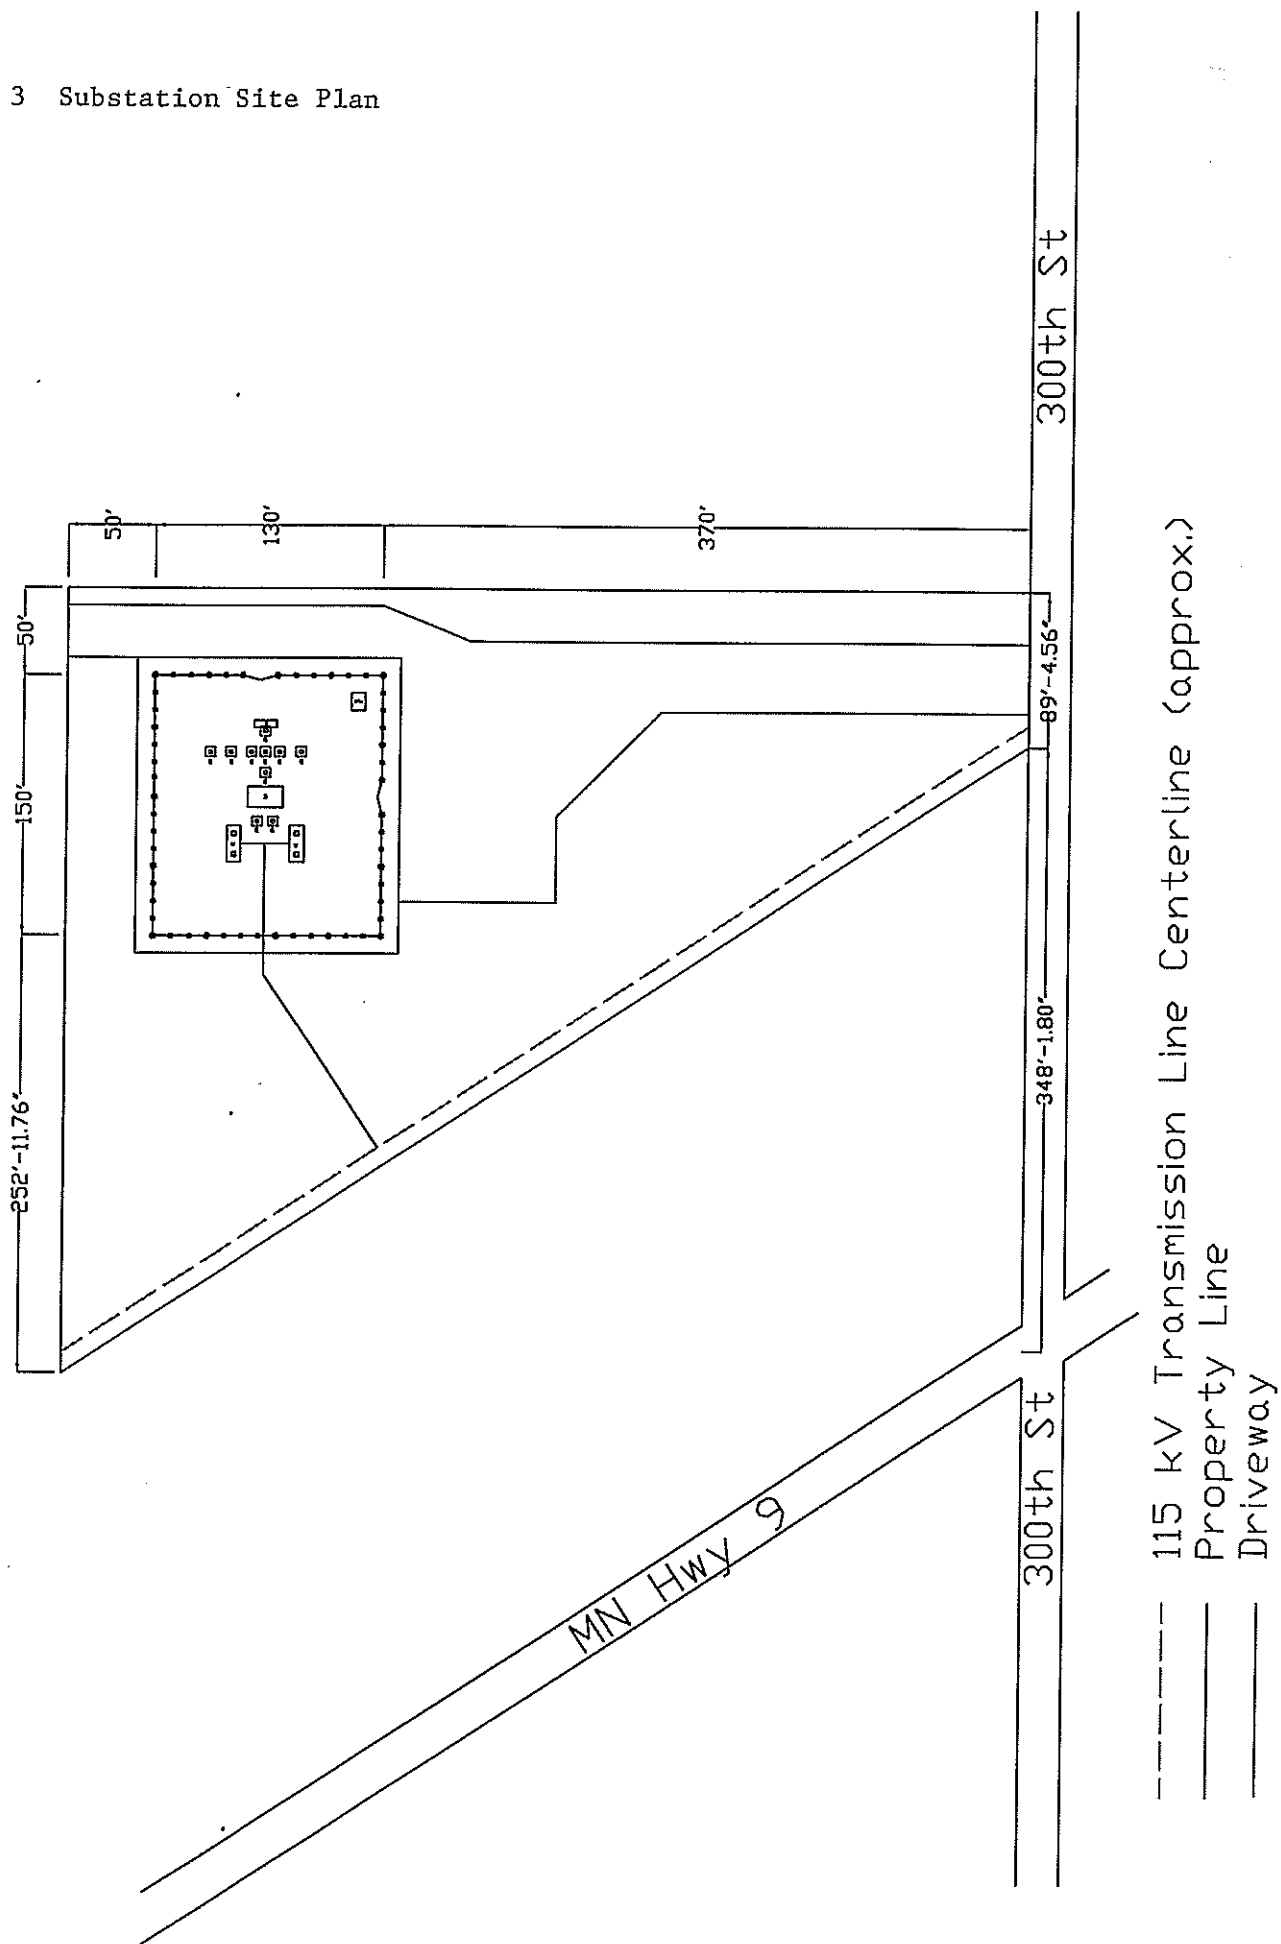 3 Substation Site Plan
50'
130'
370'
50'
150'
252'-11.76"
89'-4.56"
348'-1.80"
300th St
300th St
MN Hwy 9
115 kV Transmission Line Centerline (approx.)
Property Line
Driveway